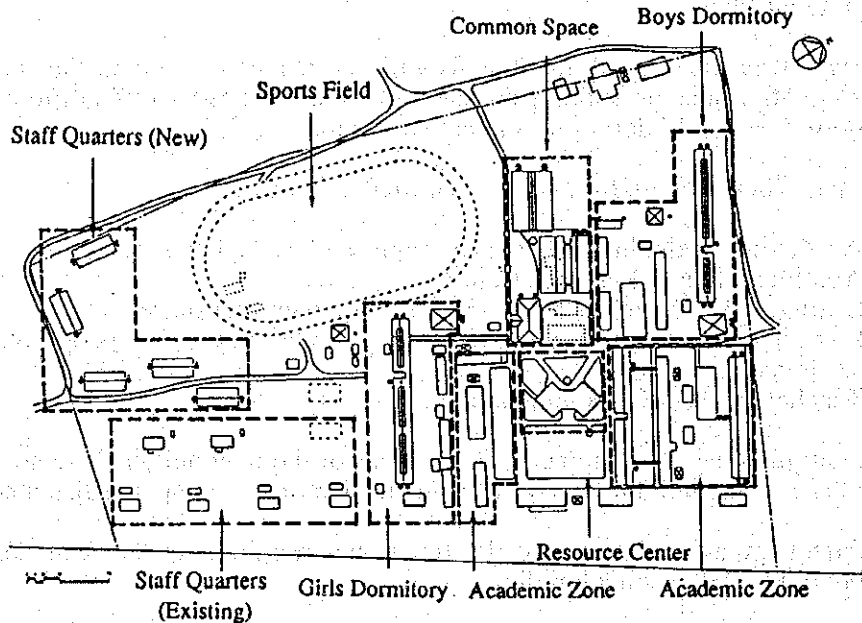 Boys Dormitory
Common Space
Sports Field
Staff Quarters (New)
Resource Center
Staff Quarters
(Existing)
Girls Dormitory
Academic Zone
Academic Zone